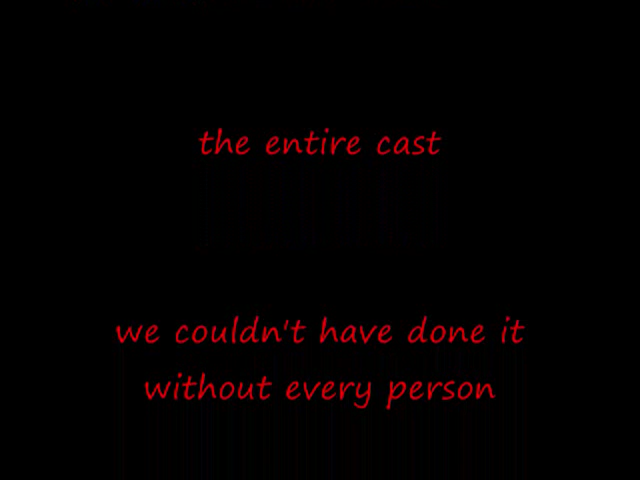 the entire cast
we couldn't have done it
without every person